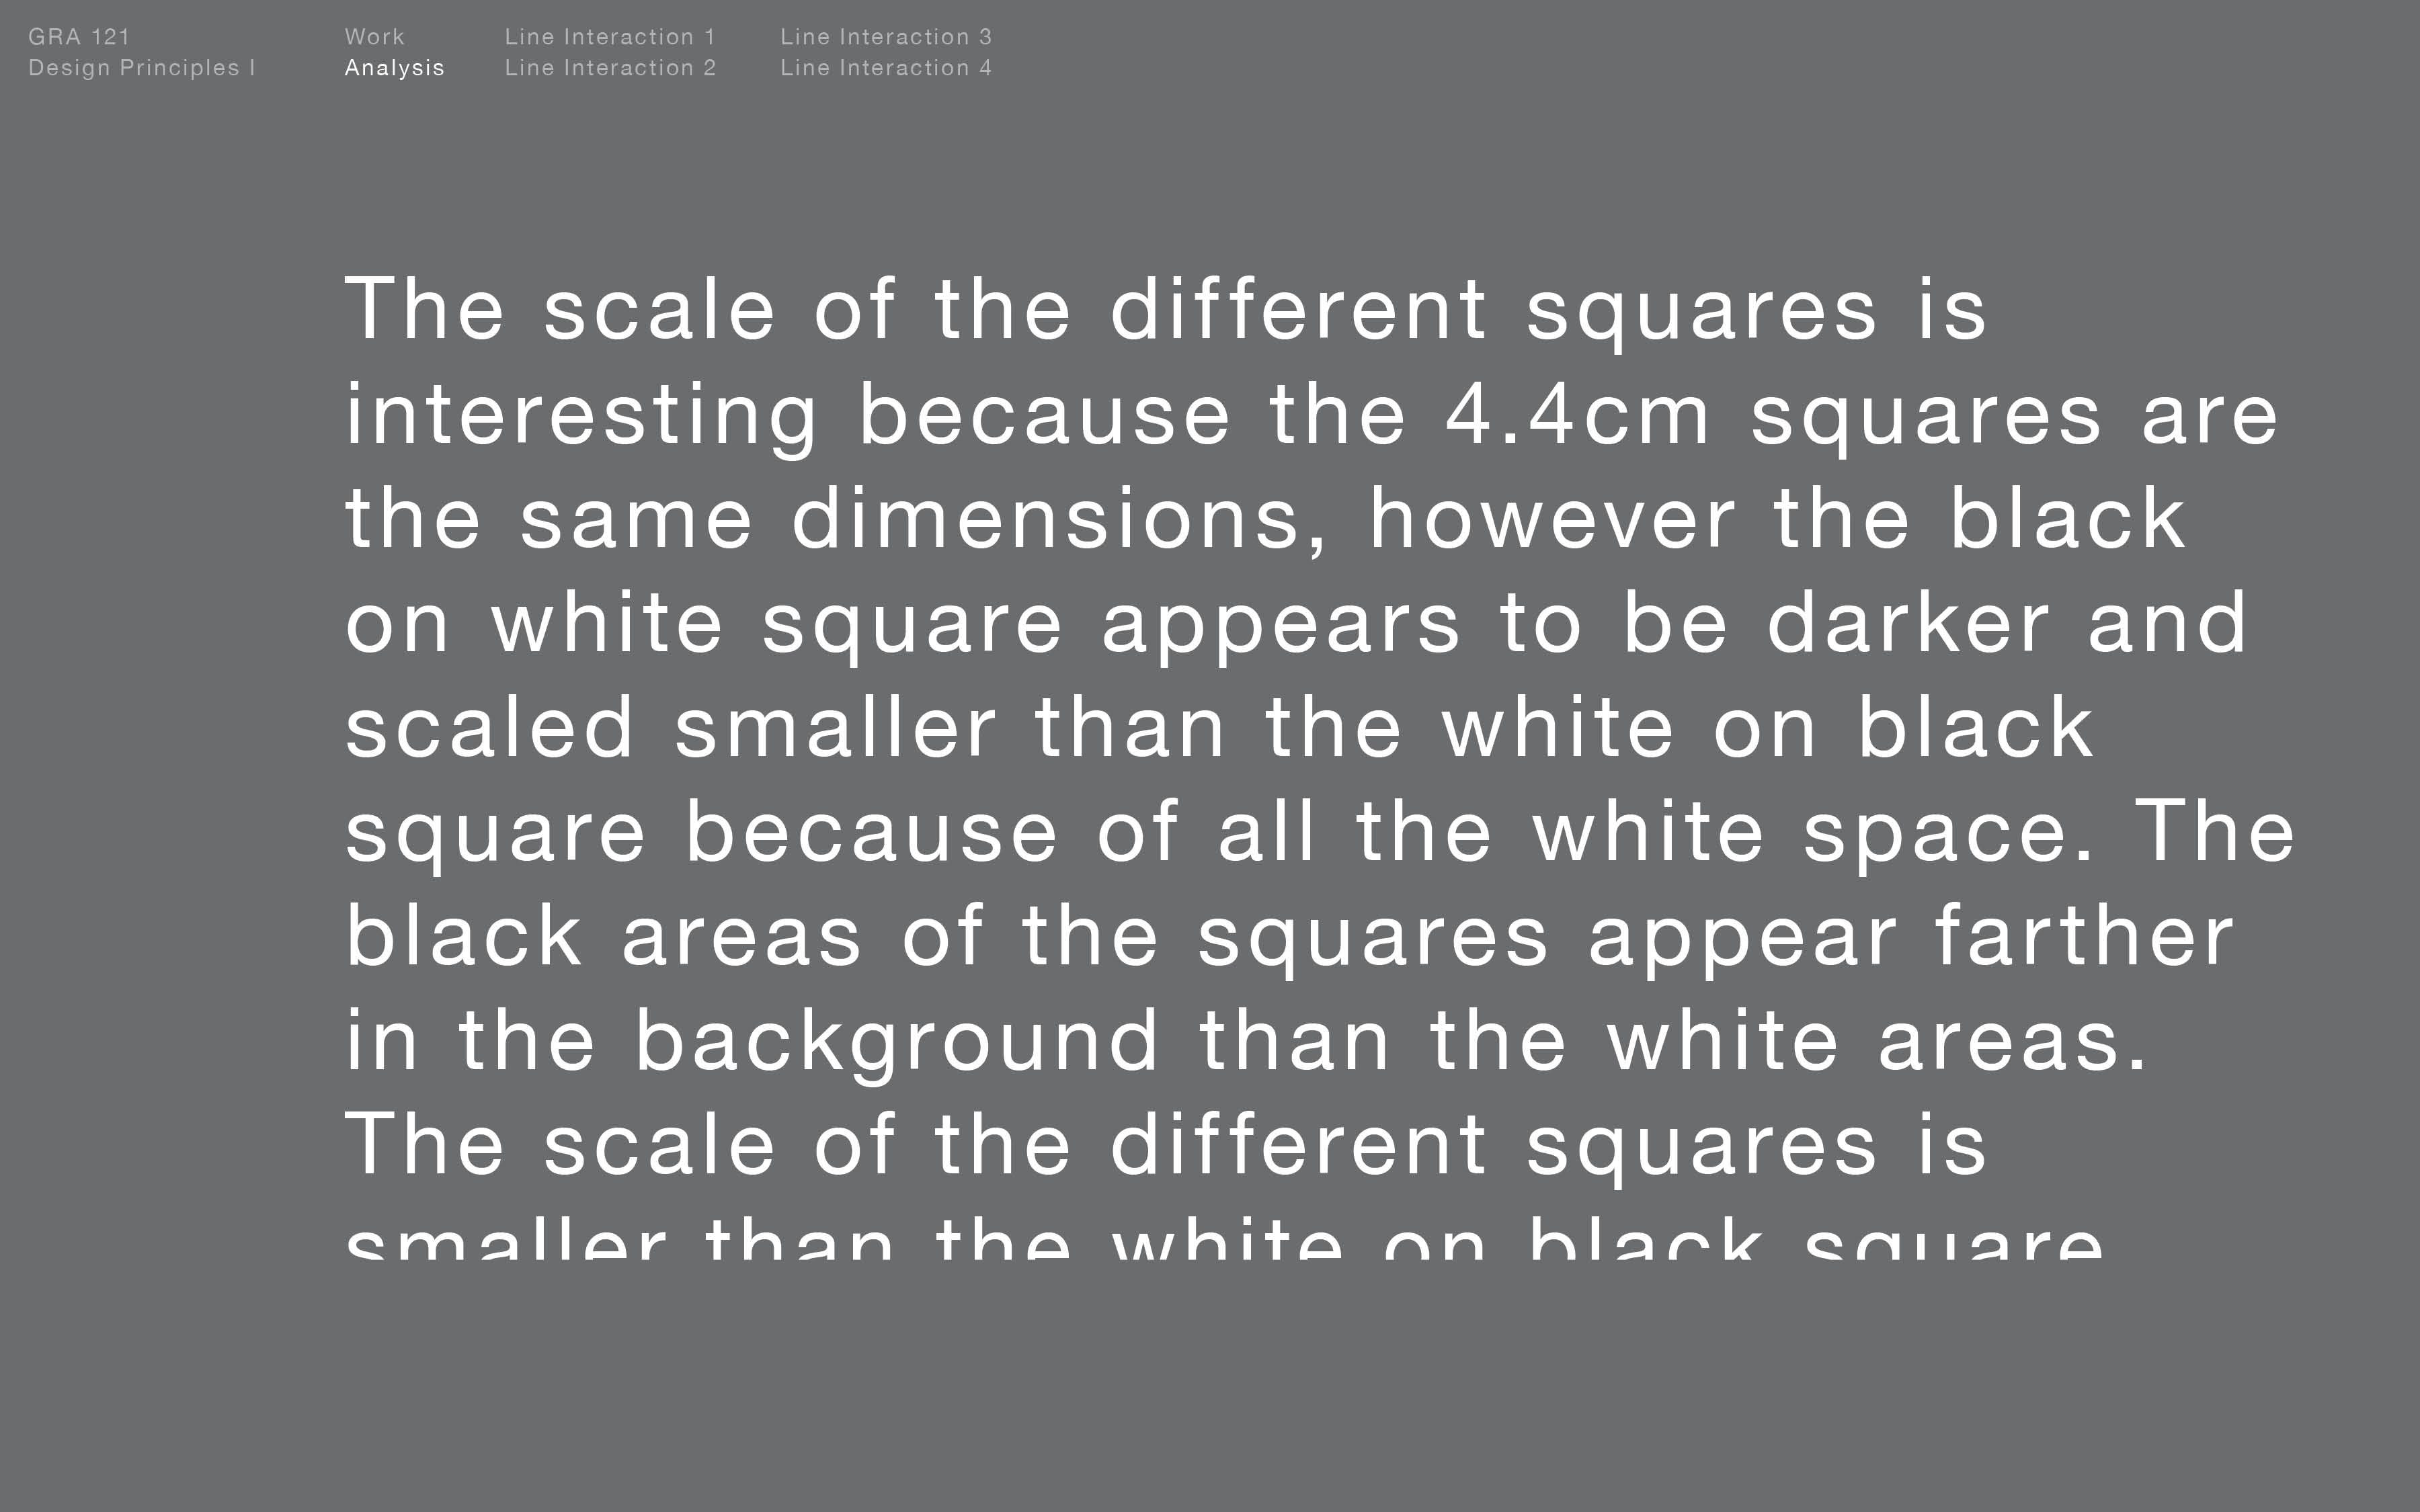 GRA 121
Design Principles I
Work
Analysis
Line Interaction 1
Line Interaction 2
Line Interaction 3
Line Interaction 4
The scale of the different squares is
interesting because the 4.4cm squares are
the same dimensions, however the black
on white square appears to be darker and
scaled smaller than the white on black
square because of all the white space. The
black areas of the squares appear farther
in the background than the white areas.
The scale of the different squares is
smaller than the white on black square